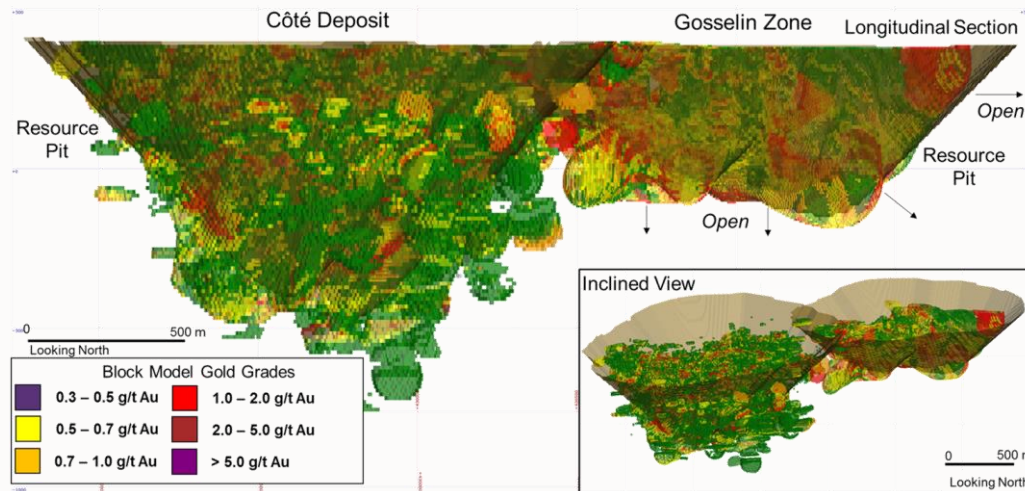 Côté Deposit
Gosselin Zone
Longitudinal Section
Open
Resource
Pit
Resource
Pit
Open
0
500 m
Looking North
Block Model Gold Grades
0.3 – 0.5 g/t Au
1.0 – 2.0 g/t Au
0.5 – 0.7 g/t Au
2.0 – 5.0 g/t Au
0.7 – 1.0 g/t Au
> 5.0 g/t Au
Inclined View
0
500 m
Looking North